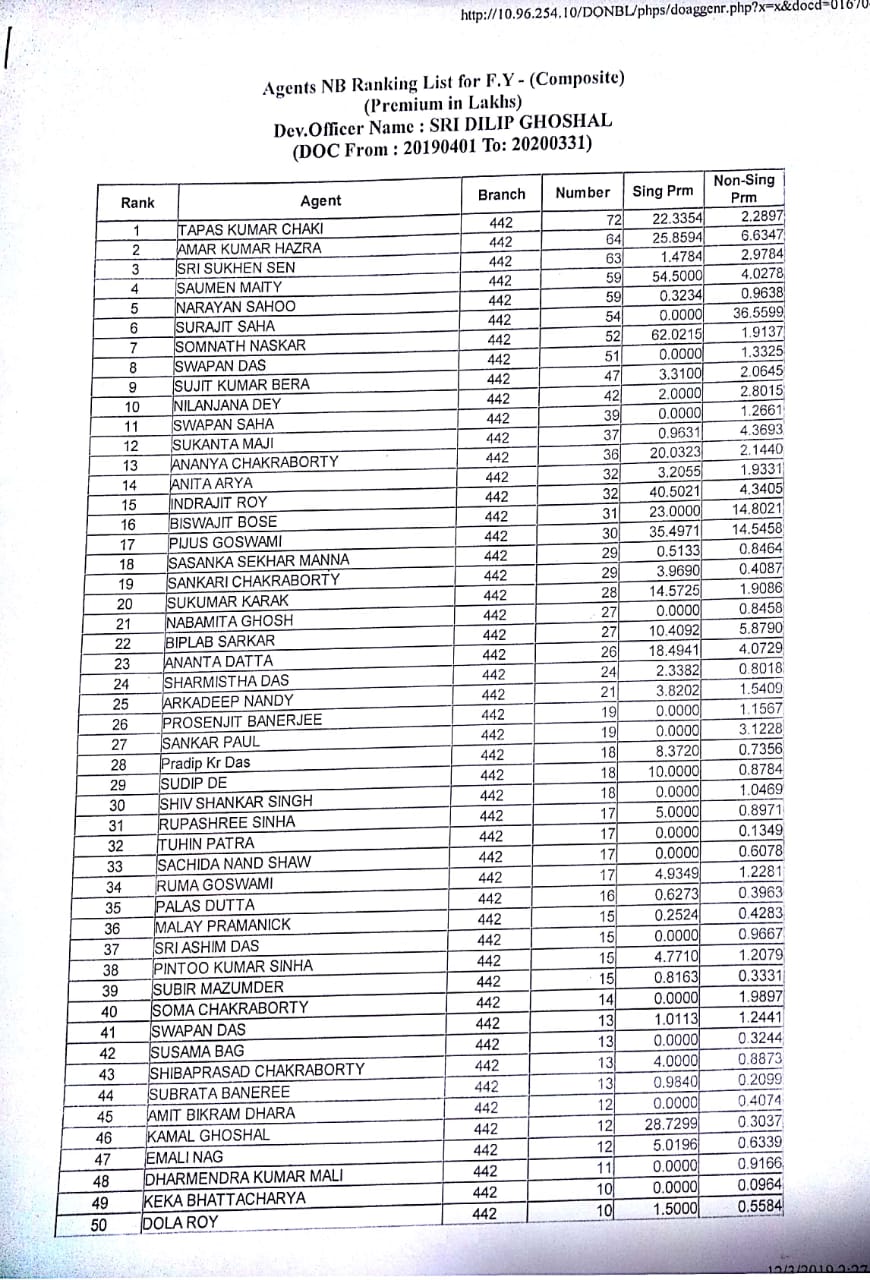 http://10.96.254.10/DONBL/phps/doaggenr.php?x=x&docd=01670
Agents NB Ranking List for F.Y - (Composite)
(Premium in Lakhs)
Dev.Officer Name : SRI DILIP GHOSHAL
(DOC From : 20190401 To: 20200331)
Rank Agent Branch Number Sing Prm Non-Sing Prm
1 TAPAS KUMAR CHAKI 442 72 22.3354 2.2897
2 AMAR KUMAR HAZRA 442 64 25.8594 6.6347
3 SRI SUKHEN SEN 442 63 1.4784 2.9784
4 SAUMEN MAITY 442 59 54.5000 4.0278
5 NARAYAN SAHOO 442 59 0.3234 0.9638
6 SURAJIT SAHA 442 54 0.0000 36.5599
7 SOMNATH NASKAR 442 52 62.0215 1.9137
8 SWAPAN DAS 442 51 0.0000 1.3325
9 SUJIT KUMAR BERA 442 47 3.3100 2.0645
10 NILANJANA DEY 442 42 2.0000 2.8015
11 SWAPAN SAHA 442 39 0.0000 1.2661
12 SUKANTA MAJI 442 37 0.9631 4.3693
13 ANANYA CHAKRABORTY 442 36 20.0323 2.1440
14 ANITA ARYA 442 32 3.2055 1.9331
15 INDRAJIT ROY 442 32 40.5021 4.3405
16 BISWAJIT BOSE 442 31 23.0000 14.8021
17 PIJUS GOSWAMI 442 30 35.4971 14.5458
18 SASANKA SEKHAR MANNA 442 29 0.5133 0.8464
19 SANKARI CHAKRABORTY 442 29 3.9690 0.4087
20 SUKUMAR KARAK 442 28 14.5725 1.9086
21 NABAMITA GHOSH 442 27 0.0000 0.8458
22 BIPLAB SARKAR 442 27 10.4092 5.8790
23 ANANTA DATTA 442 26 18.4941 4.0729
24 SHARMISTHA DAS 442 24 2.3382 0.8018
25 ARKADEEP NANDY 442 21 3.8202 1.5409
26 PROSENJIT BANERJEE 442 19 0.0000 1.1567
27 SANKAR PAUL 442 19 0.0000 3.1228
28 Pradip Kr Das 442 18 8.3720 0.7356
29 SUDIP DE 442 18 10.0000 0.8784
30 SHIV SHANKAR SINGH 442 18 0.0000 1.0469
31 RUPASHREE SINHA 442 17 5.0000 0.8971
32 TUHIN PATRA 442 17 0.0000 0.1349
33 SACHIDA NAND SHAW 442 17 0.0000 0.6078
34 RUMA GOSWAMI 442 17 4.9349 1.2281
35 PALAS DUTTA 442 16 0.6273 0.3963
36 MALAY PRAMANICK 442 15 0.2524 0.4283
37 SRI ASHIM DAS 442 15 0.0000 0.9667
38 PINTOO KUMAR SINHA 442 15 4.7710 1.2079
39 SUBIR MAZUMDER 442 15 0.8163 0.3331
40 SOMA CHAKRABORTY 442 14 0.0000 1.9897
41 SWAPAN DAS 442 13 1.0113 1.2441
42 SUSAMA BAG 442 13 0.0000 0.3244
43 SHIBAPRASAD CHAKRABORTY 442 13 4.0000 0.8873
44 SUBRATA BANEREE 442 13 0.9840 0.2099
45 AMIT BIKRAM DHARA 442 12 0.0000 0.4074
46 KAMAL GHOSHAL 442 12 28.7299 0.3037
47 EMALI NAG 442 12 5.0196 0.6339
48 DHARMENDRA KUMAR MALI 442 11 0.0000 0.9166
49 KEKA BHATTACHARYA 442 10 0.0000 0.0964
50 DOLA ROY 442 10 1.5000 0.5584